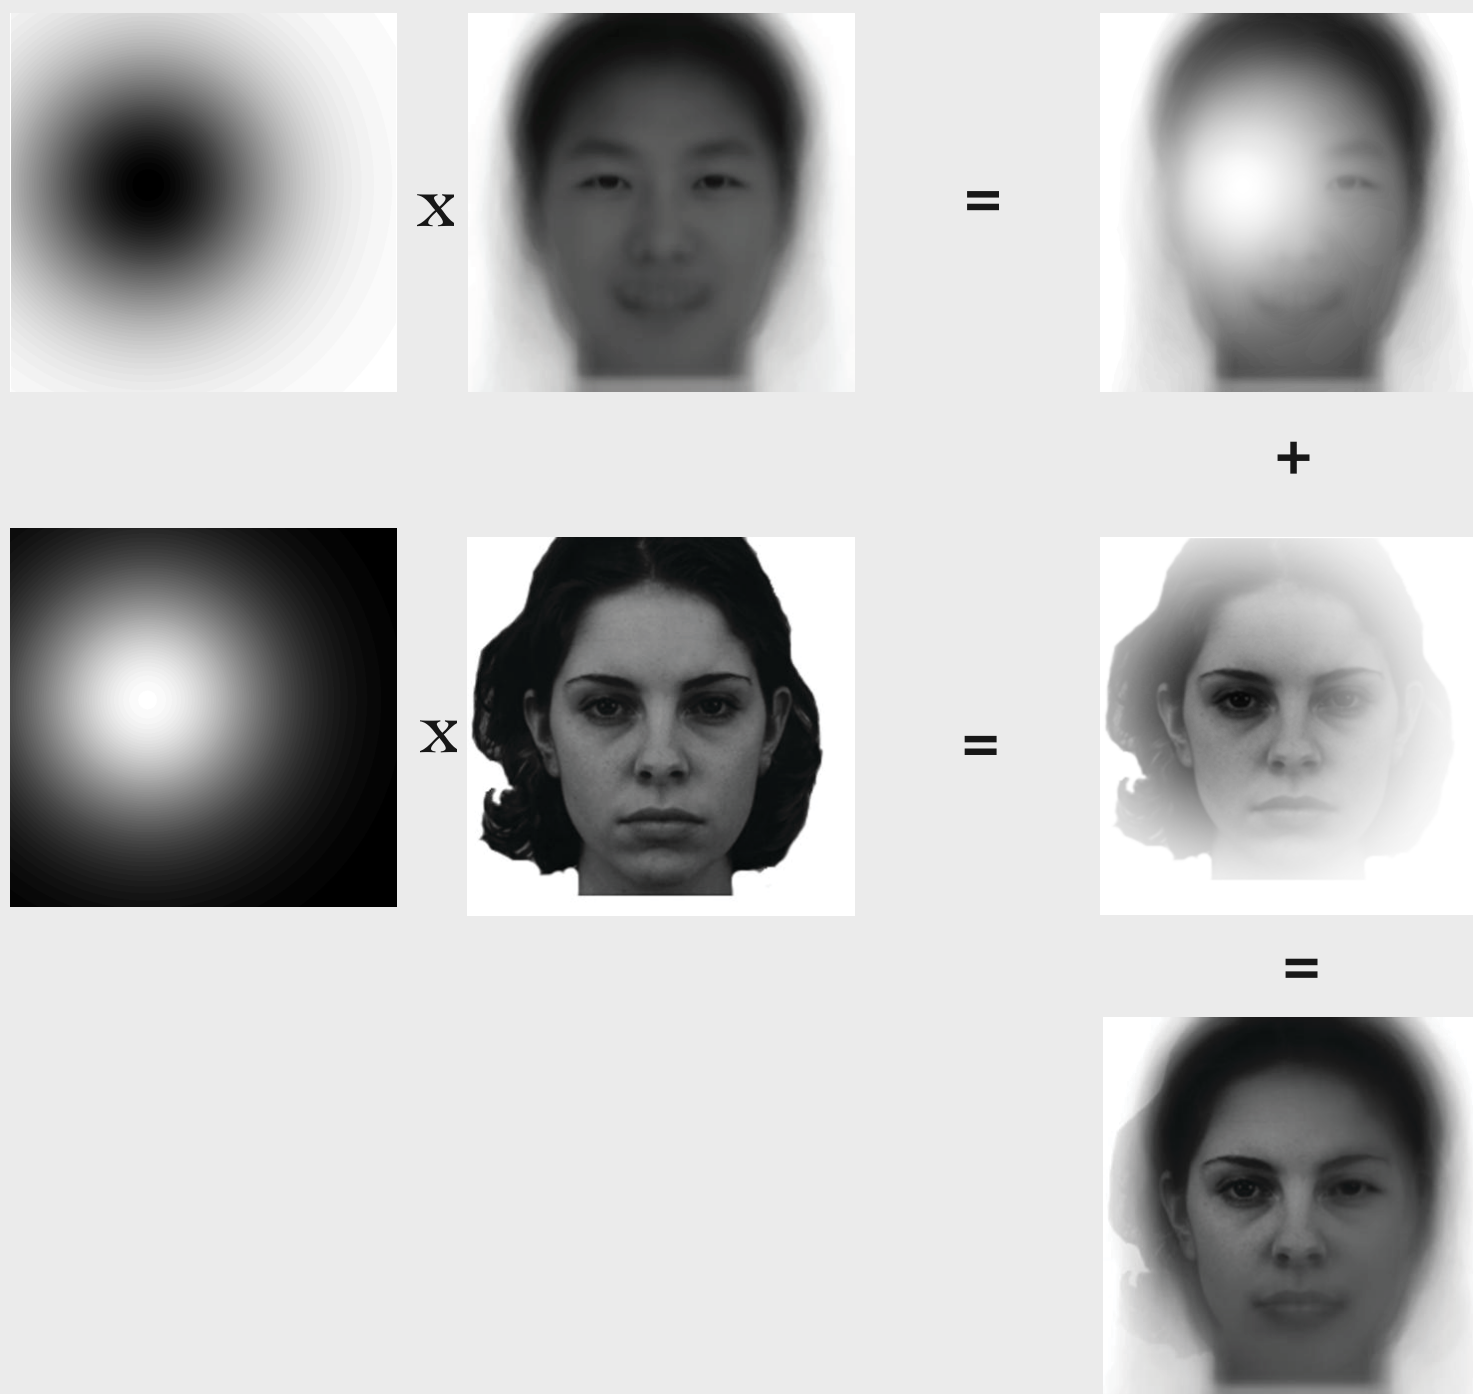 x
=
+
x
=
=